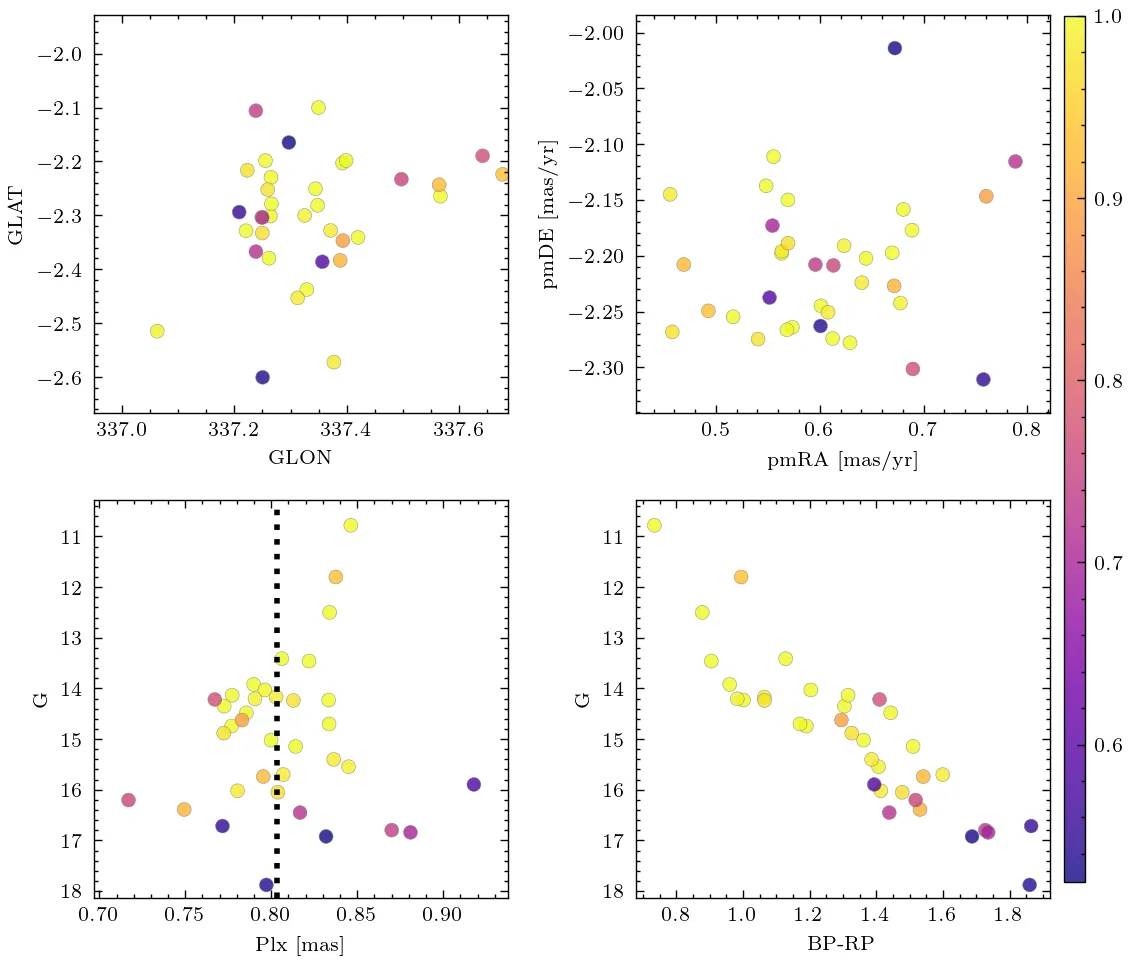 −2.0
−2.1
−2.2
−2.3
−2.4
−2.5
−2.6
GLAT
337.0 337.2 337.4 337.6
GLON
−2.00
−2.05
−2.10
−2.15
−2.20
−2.25
−2.30
pmDE [mas/yr]
0.5 0.6 0.7 0.8
pmRA [mas/yr]
11
12
13
14
15
16
17
18
G
0.70 0.75 0.80 0.85 0.90
Plx [mas]
11
12
13
14
15
16
17
18
G
0.8 1.0 1.2 1.4 1.6 1.8
BP-RP
1.0
0.9
0.8
0.7
0.6